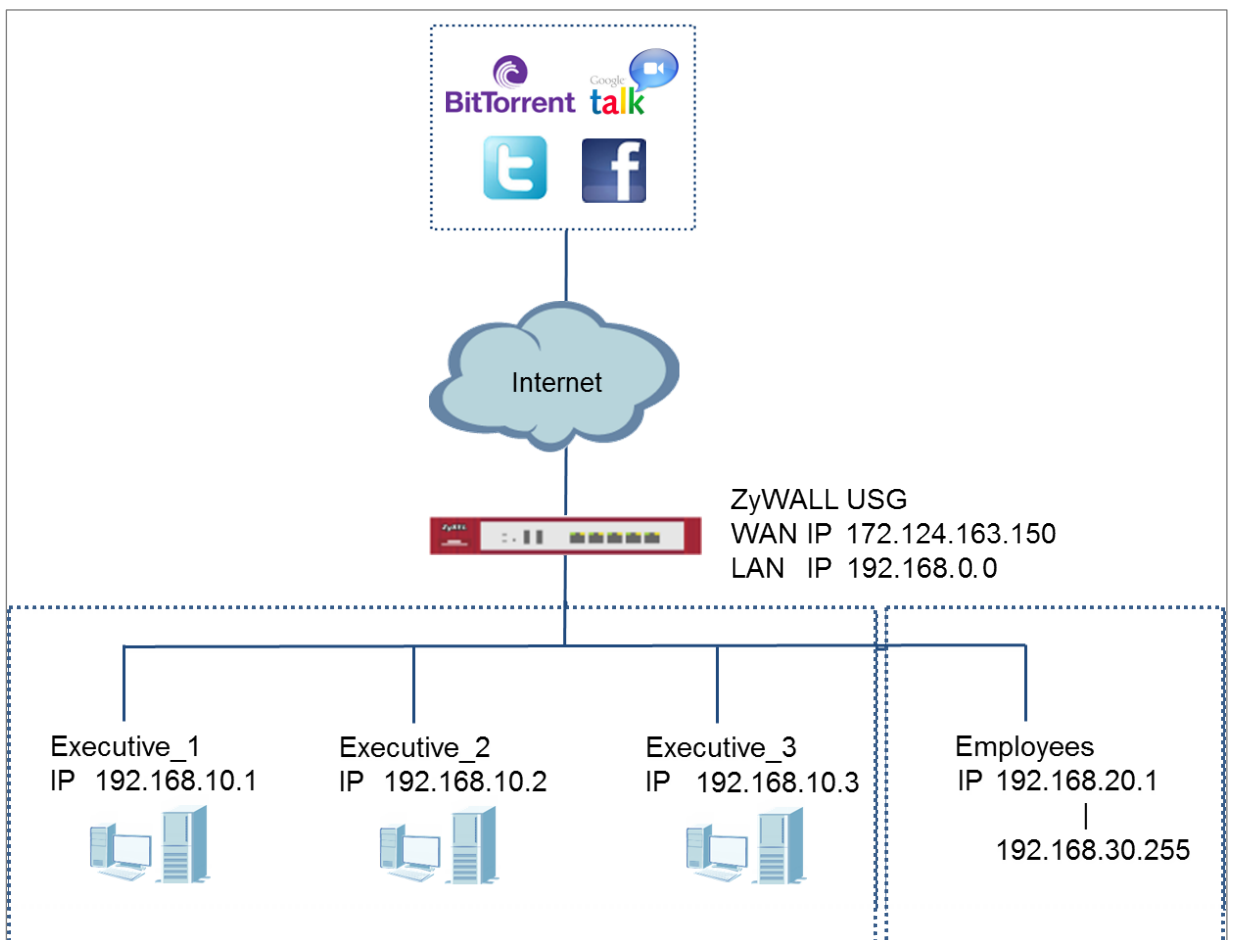 BitTorrent
Google
talk
t
f
Internet
ZyXEL
ZyWALL USG
WAN IP 172.124.163.150
LAN IP 192.168.0.0
Executive_1
IP 192.168.10.1
Executive_2
IP 192.168.10.2
Executive_3
IP 192.168.10.3
Employees
IP 192.168.20.1
|
192.168.30.255